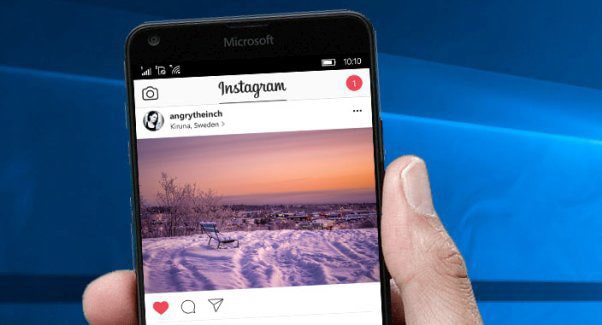 Microsoft
10:10
Instagram
1
angrytheinch
Kiruna, Sweden >